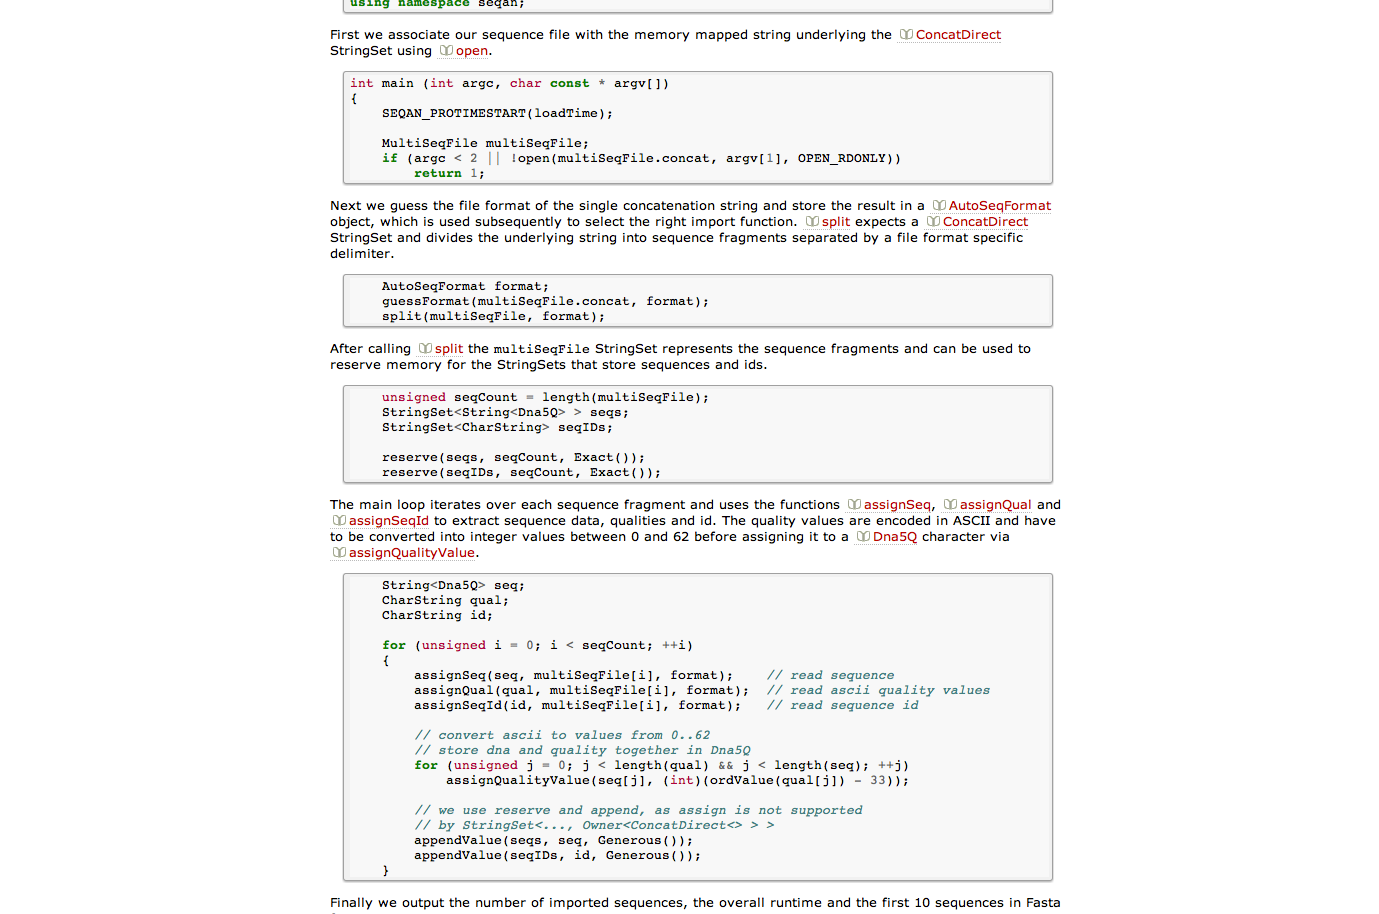 using namespace seqan;
First we associate our sequence file with the memory mapped string underlying the ConcatDirect
StringSet using open.
int main (int argc, char const * argv[])
{
    SEQAN_PROTIMESTART(loadTime);
    MultiSeqFile multiSeqFile;
    if (argc < 2 || !open(multiSeqFile.concat, argv[1], OPEN_RDONLY))
        return 1;
Next we guess the file format of the single concatenation string and store the result in a AutoSeqFormat
object, which is used subsequently to select the right import function. split expects a ConcatDirect
StringSet and divides the underlying string into sequence fragments separated by a file format specific
delimiter.
    AutoSeqFormat format;
    guessFormat(multiSeqFile.concat, format);
    split(multiSeqFile, format);
After calling split the multiSeqFile StringSet represents the sequence fragments and can be used to
reserve memory for the StringSets that store sequences and ids.
    unsigned seqCount = length(multiSeqFile);
    StringSet<String<Dna5Q> > seqs;
    StringSet<CharString> seqIDs;
    reserve(seqs, seqCount, Exact());
    reserve(seqIDs, seqCount, Exact());
The main loop iterates over each sequence fragment and uses the functions assignSeq, assignQual and
assignSeqId to extract sequence data, qualities and id. The quality values are encoded in ASCII and have
to be converted into integer values between 0 and 62 before assigning it to a Dna5Q character via
assignQualityValue.
    String<Dna5Q> seq;
    CharString qual;
    CharString id;
    for (unsigned i = 0; i < seqCount; ++i)
    {
        assignSeq(seq, multiSeqFile[i], format);    // read sequence
        assignQual(qual, multiSeqFile[i], format);  // read ascii quality values
        assignSeqId(id, multiSeqFile[i], format);   // read sequence id
        // convert ascii to values from 0..62
        // store dna and quality together in Dna5Q
        for (unsigned j = 0; j < length(qual) && j < length(seq); ++j)
            assignQualityValue(seq[j], (int)(ordValue(qual[j]) - 33));
        // we use reserve and append, as assign is not supported
        // by StringSet<..., Owner<ConcatDirect<> > >
        appendValue(seqs, seq, Generous());
        appendValue(seqIDs, id, Generous());
    }
Finally we output the number of imported sequences, the overall runtime and the first 10 sequences in Fasta